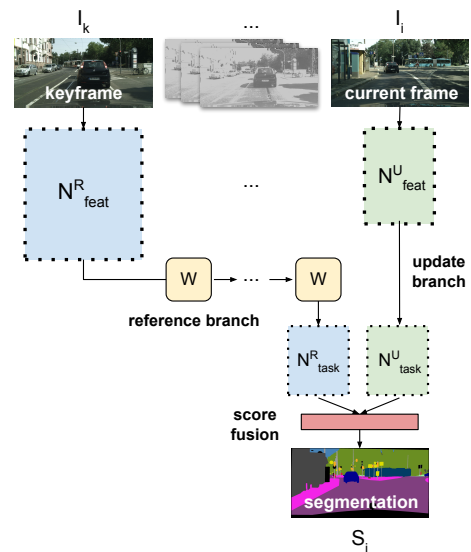 I_k
...
I_i
keyframe
current frame
N^R_feat
...
N^U_feat
update
branch
W
...
W
reference branch
N^R_task
N^U_task
score
fusion
segmentation
S_i